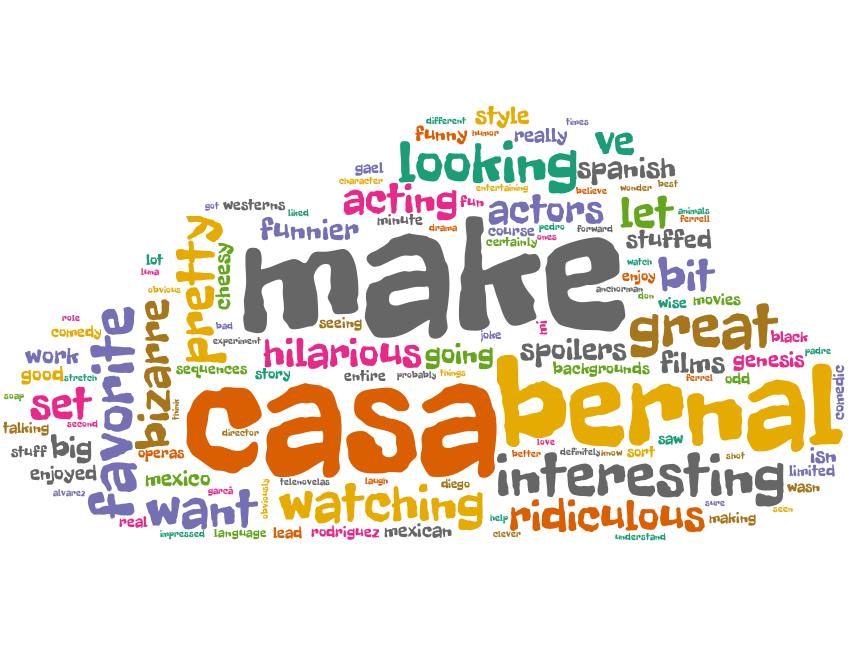 different
style
times
funny
humor
really
ve
gael
looking
spanish
character
entertaining
believe
wonder
best
acting
fun
actors
let
animals
ferrell
got
westerns
liked
funnier
minute
drama
course
pedro
ones
certainly
forward
stuffed
pretty
cheesy
make
lot
luna
watch
enjoy
bit
anchorman
don
wise
movies
obvious
role
comedy
favorite
bizarre
bad
seeing
joke
great
black
experiment
work
hilarious
going
spoilers
films
genesis
padre
good
stretch
sequences
story
entire
probably
things
backgrounds
ferrel
odd
comedic
soap
set
second
think
casa
bernal
talking
director
love
saw
stuff
big
operas
better
definitely
know
sort
shot
isn
enjoyed
mexico
telenovelas
laugh
diego
interesting
limited
alvarez
garcâ
obviously
watching
wasn
real
want
help
ridiculous
sure
making
seen
impressed
language
lead
rodriguez
mexican
clever
understand